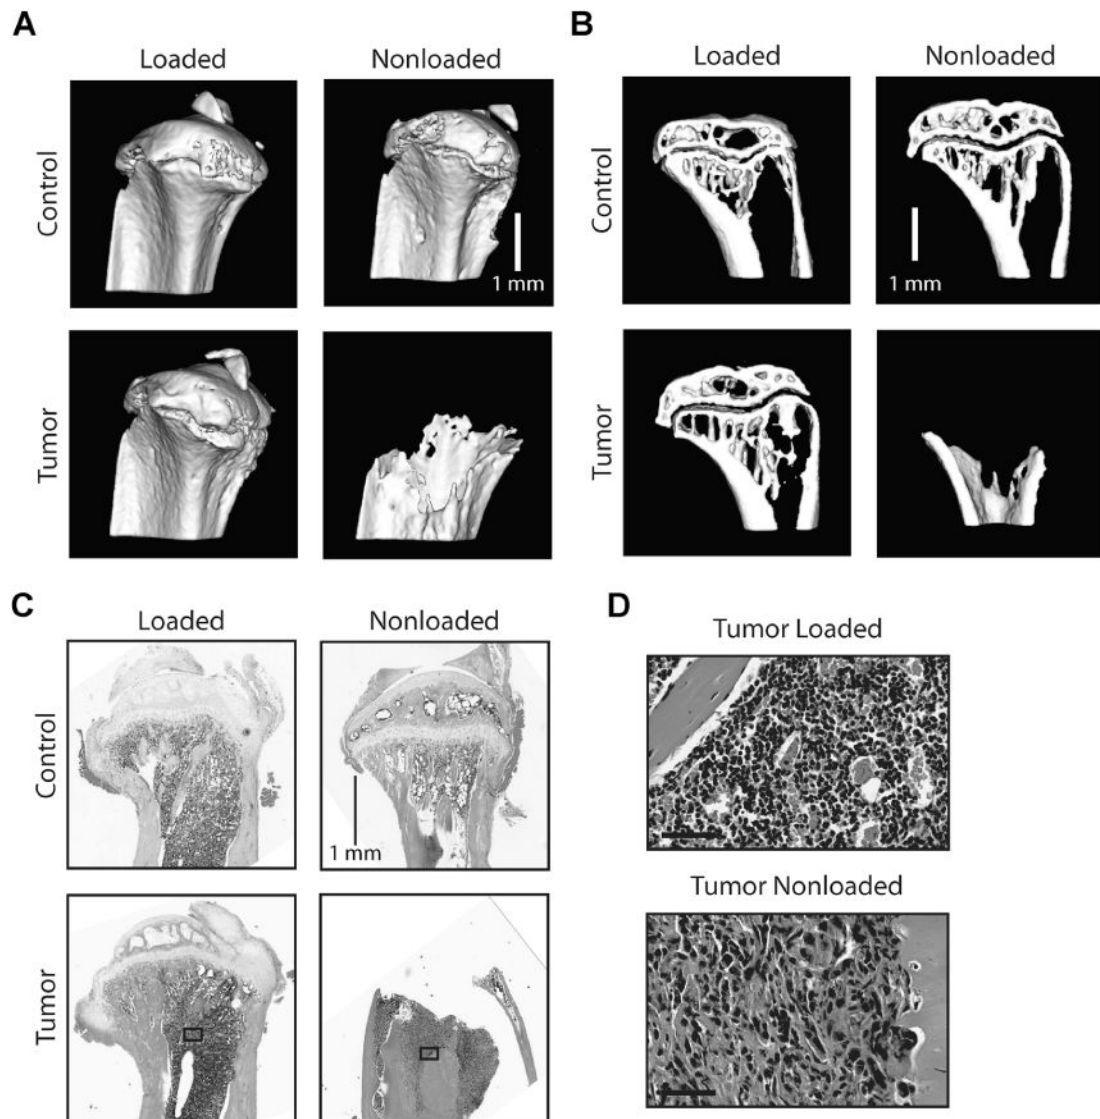 A
Loaded Nonloaded
Control
1 mm
Tumor
B
Loaded Nonloaded
Control
1 mm
Tumor
C
Loaded Nonloaded
Control
1 mm
Tumor
D
Tumor Loaded
Tumor Nonloaded